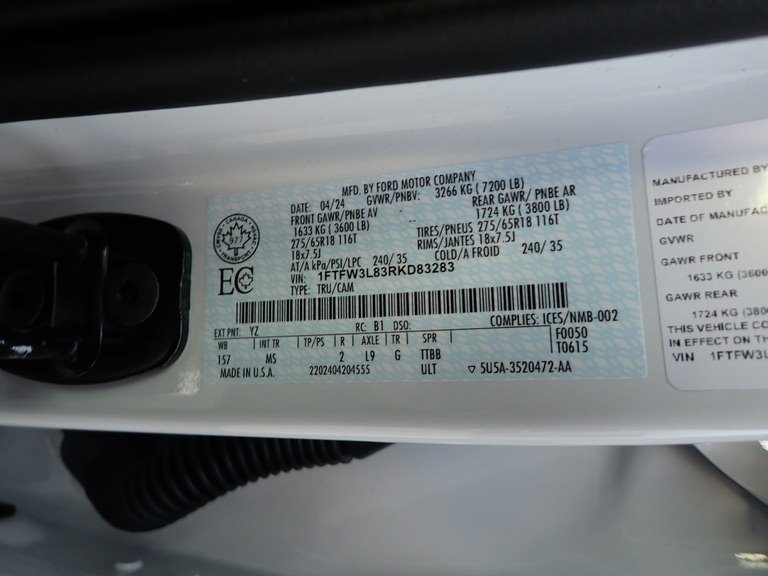 MFD. BY FORD MOTOR COMPANY
DATE: 04/24 GVWR/PNBV: 3266 KG ( 7200 LB)
FRONT GAWR/PNBE AV REAR GAWR/ PNBE AR
1633 KG ( 3600 LB) 1724 KG ( 3800 LB)
275/65R18 116T TIRES/PNEUS 275/65R18 116T
18x7.5J RIMS/JANTES 18x7.5J
AT/A kPa/PSI/LPC 240/ 35 COLD/A FROID 240/ 35
VIN: 1FTFW3L83RKD83283
TYPE: TRU/CAM
CANADA
977
TRANSPORT
EC
EXT PNT: YZ RC: B1 DSO: COMPLIES: ICES/NMB-002
WB INT TR TP/PS R AXLE TR SPR F0050
157 MS 2 L9 G TTBB T0615
MADE IN U.S.A. 2202404204555 ULT ▽ 5U5A-3520472-AA
MANUFACTURED BY
IMPORTED BY
DATE OF MANUFAC
GVWR
GAWR FRONT
1633 KG (3600
GAWR REAR
1724 KG (380
THIS VEHICLE CO
IN EFFECT ON TH
VIN 1FTFW3L